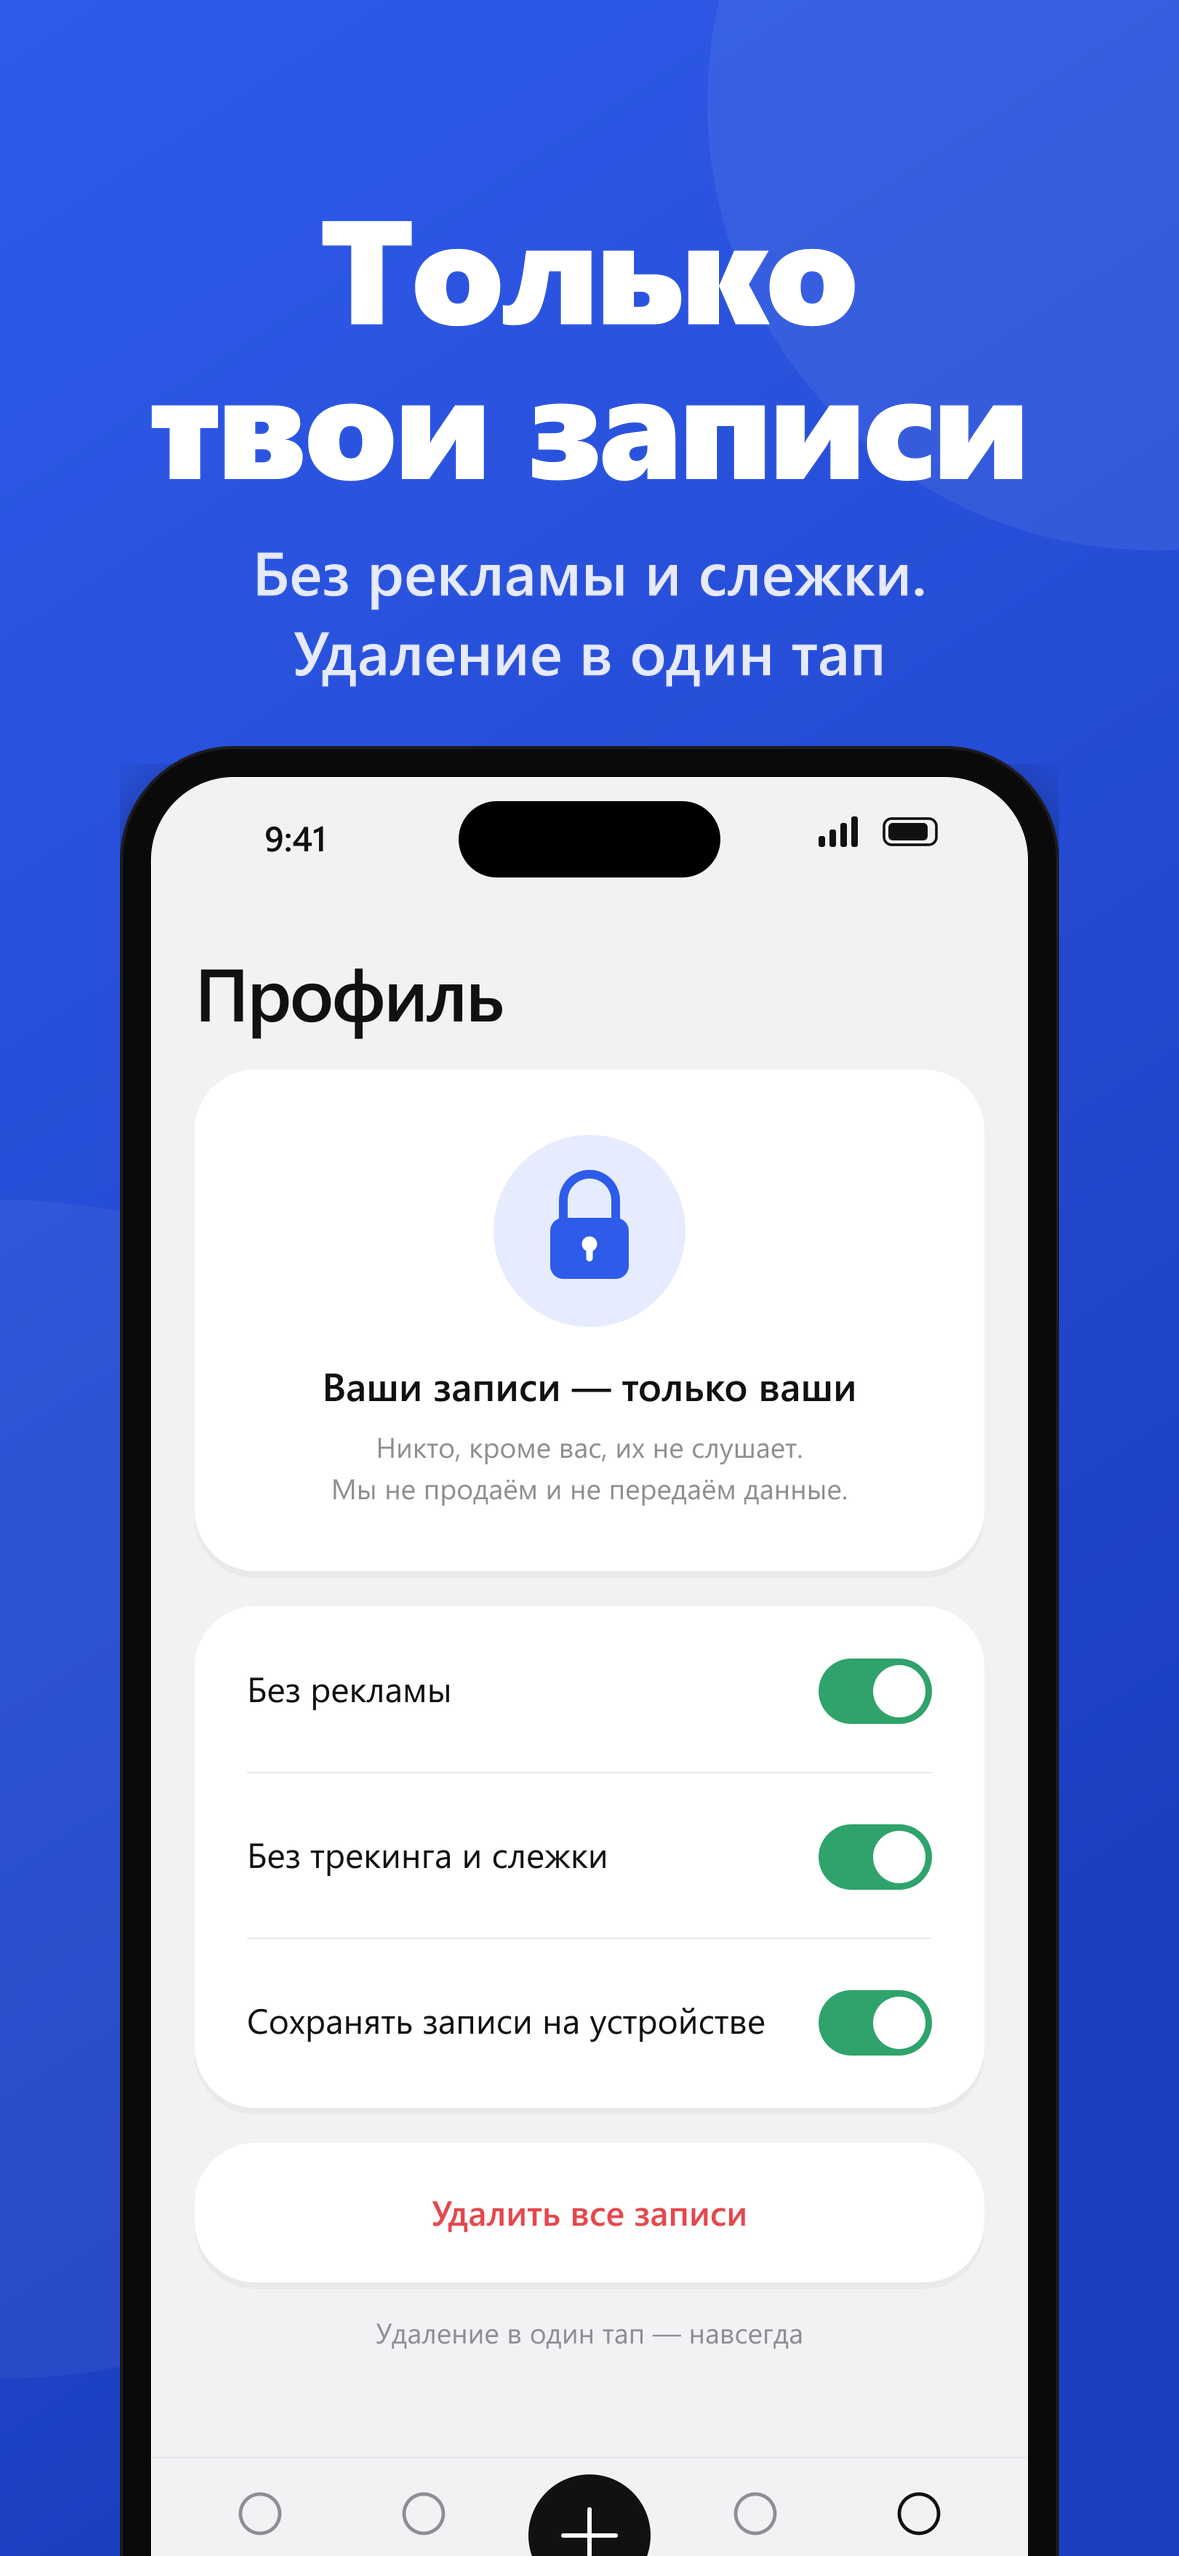 Только
твои записи
Без рекламы и слежки.
Удаление в один тап
9:41
Профиль
Ваши записи — только ваши
Никто, кроме вас, их не слушает.
Мы не продаём и не передаём данные.
Без рекламы
Без трекинга и слежки
Сохранять записи на устройстве
Удалить все записи
Удаление в один тап — навсегда